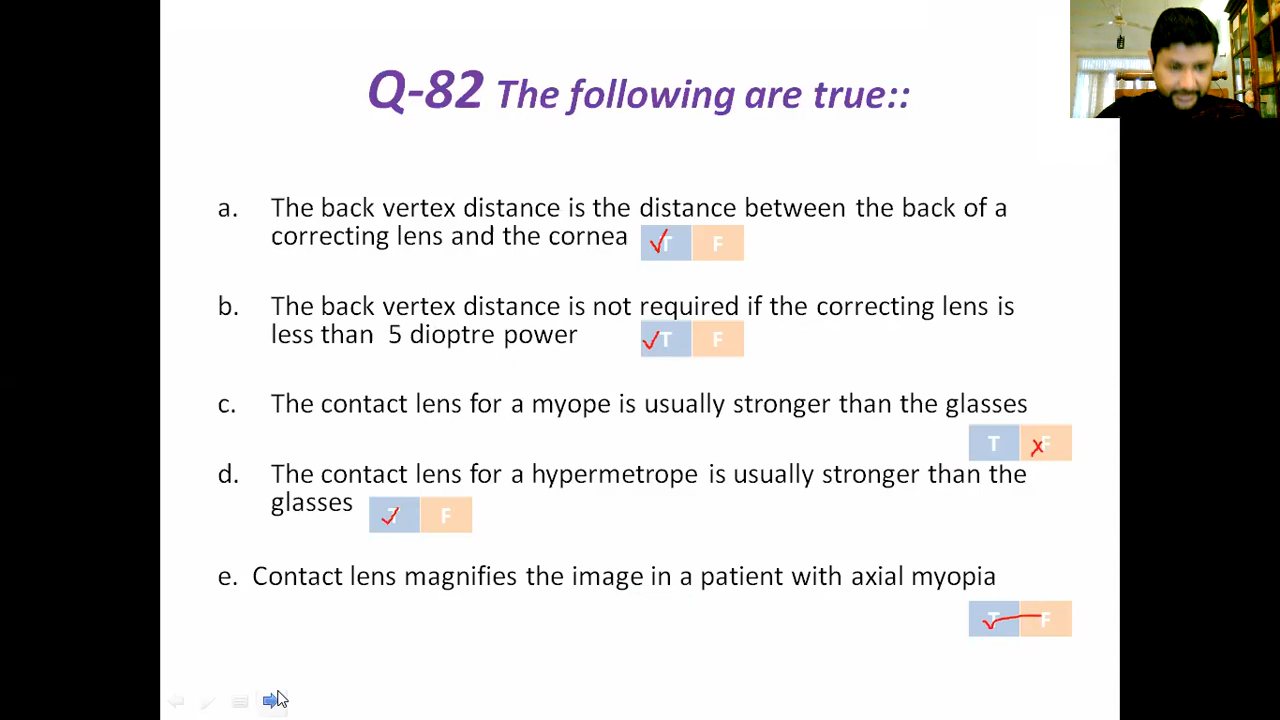 Q-82 The following are true::
a. The back vertex distance is the distance between the back of a
correcting lens and the cornea T F
b. The back vertex distance is not required if the correcting lens is
less than 5 dioptre power T F
c. The contact lens for a myope is usually stronger than the glasses
T F
d. The contact lens for a hypermetrope is usually stronger than the
glasses T F
e. Contact lens magnifies the image in a patient with axial myopia
T F